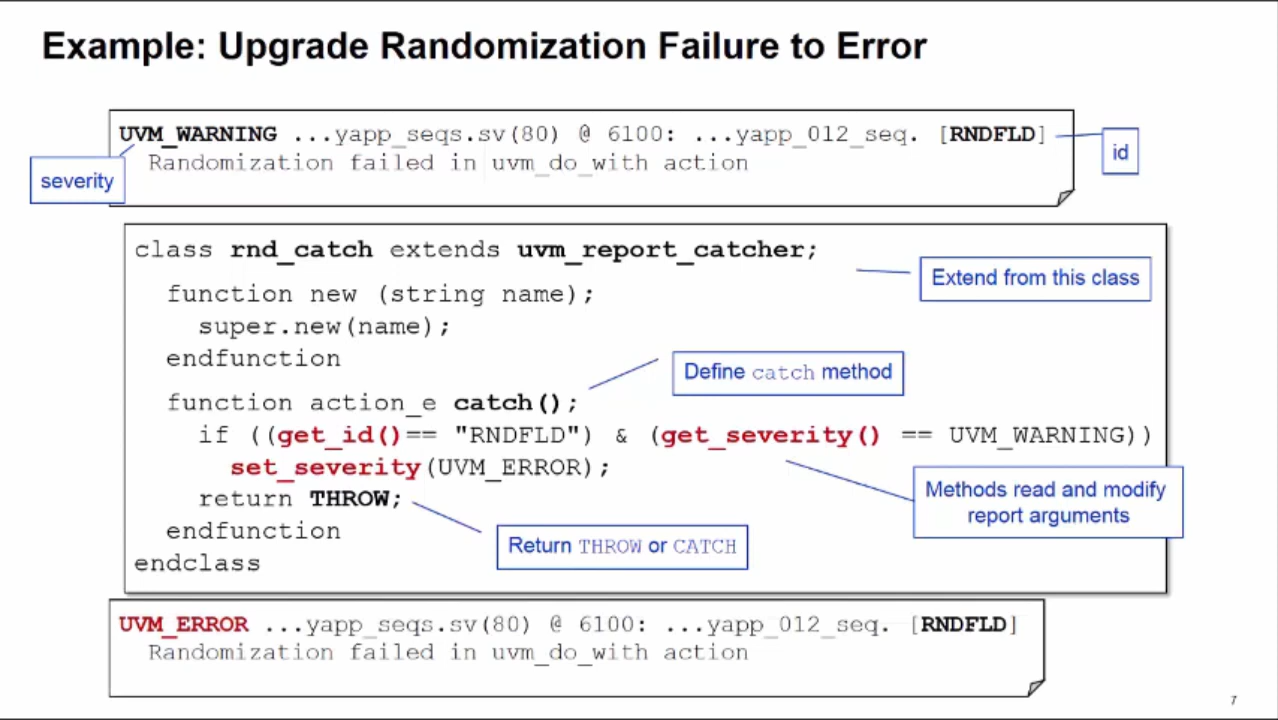 Example: Upgrade Randomization Failure to Error
UVM_WARNING ...yapp_seqs.sv(80) @ 6100: ...yapp_012_seq. [RNDFLD]
Randomization failed in uvm_do_with action
id
severity
class rnd_catch extends uvm_report_catcher;
Extend from this class
function new (string name);
super.new(name);
endfunction
Define catch method
function action_e catch();
if ((get_id()== "RNDFLD") & (get_severity() == UVM_WARNING))
set_severity(UVM_ERROR);
Methods read and modify
report arguments
return THROW;
endfunction
Return THROW or CATCH
endclass
UVM_ERROR ...yapp_seqs.sv(80) @ 6100: ...yapp_012_seq. [RNDFLD]
Randomization failed in uvm_do_with action
7